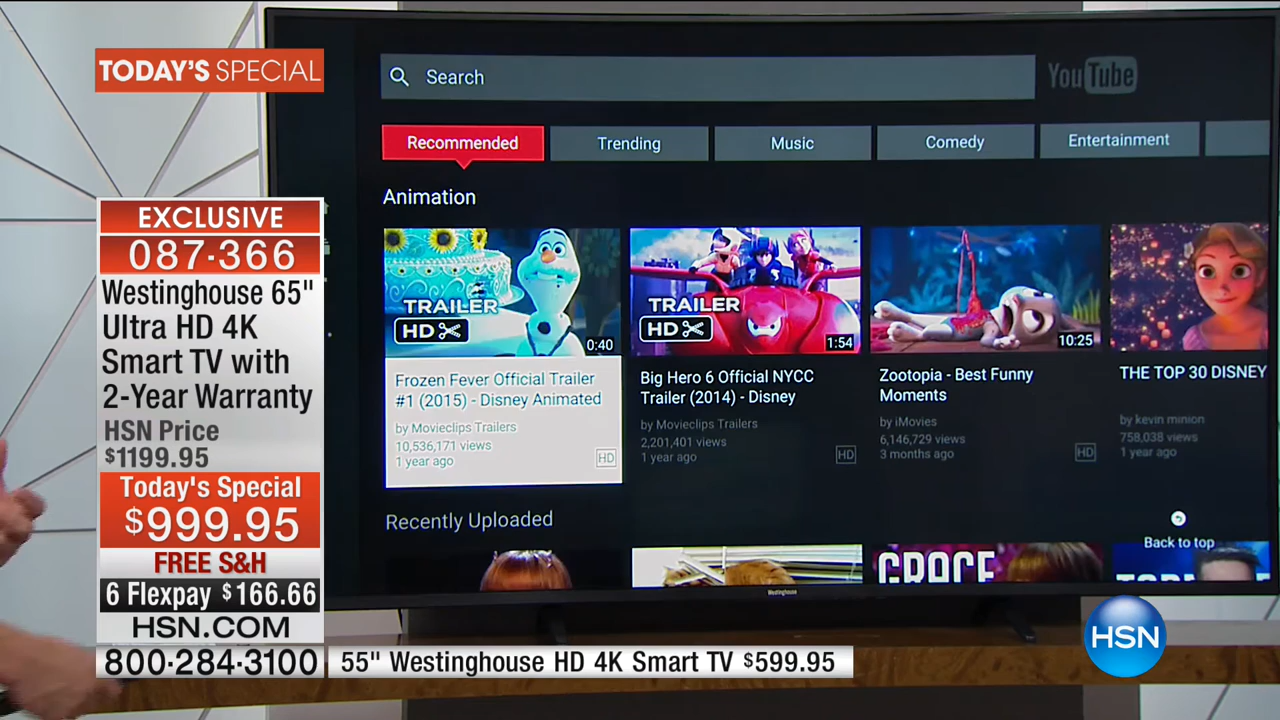 TODAY'S SPECIAL
EXCLUSIVE
087-366
Westinghouse 65"
Ultra HD 4K
Smart TV with
2-Year Warranty
HSN Price
$1199.95
Today's Special
$999.95
FREE S&H
6 Flexpay $166.66
HSN.COM
800-284-3100
55" Westinghouse HD 4K Smart TV $599.95
HSN
Search
YouTube
Recommended
Trending
Music
Comedy
Entertainment
Animation
TRAILER
HD
0:40
Frozen Fever Official Trailer
#1 (2015) - Disney Animated
by Movieclips Trailers
10,536,171 views
1 year ago
HD
TRAILER
HD
1:54
Big Hero 6 Official NYCC
Trailer (2014) - Disney
by Movieclips Trailers
2,201,401 views
1 year ago
HD
10:25
Zootopia - Best Funny
Moments
by iMovies
6,146,729 views
3 months ago
HD
THE TOP 30 DISNEY
by kevin minion
758,038 views
1 year ago
Recently Uploaded
Back to top
GRACE
Westinghouse